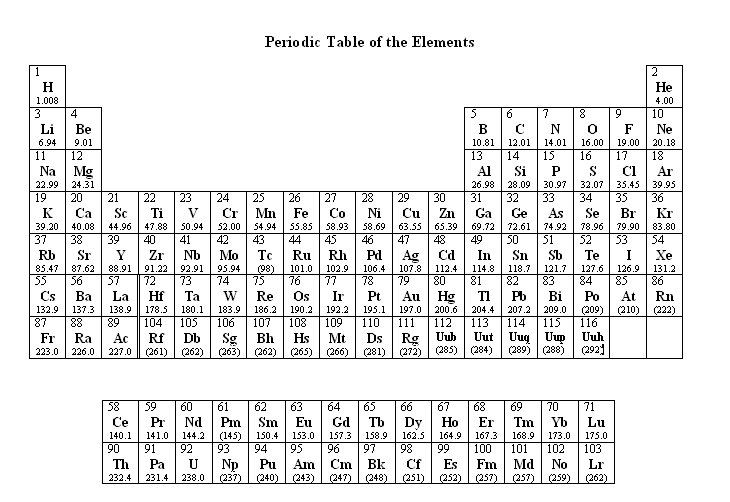 Periodic Table of the Elements
1 2
H He
1.008 4.00
3 4 5 6 7 8 9 10
Li Be B C N O F Ne
6.94 9.01 10.81 12.01 14.01 16.00 19.00 20.18
11 12 13 14 15 16 17 18
Na Mg Al Si P S Cl Ar
22.99 24.31 26.98 28.09 30.97 32.07 35.45 39.95
19 20 21 22 23 24 25 26 27 28 29 30 31 32 33 34 35 36
K Ca Sc Ti V Cr Mn Fe Co Ni Cu Zn Ga Ge As Se Br Kr
39.20 40.08 44.96 47.88 50.94 52.00 54.94 55.85 58.93 58.69 63.55 65.39 69.72 72.61 74.92 78.96 79.90 83.80
37 38 39 40 41 42 43 44 45 46 47 48 49 50 51 52 53 54
Rb Sr Y Zr Nb Mo Tc Ru Rh Pd Ag Cd In Sn Sb Te I Xe
85.47 87.62 88.91 91.22 92.91 95.94 (98) 101.0 102.9 106.4 107.8 112.4 114.8 118.7 121.7 127.6 126.9 131.2
55 56 57 72 73 74 75 76 77 78 79 80 81 82 83 84 85 86
Cs Ba La Hf Ta W Re Os Ir Pt Au Hg Tl Pb Bi Po At Rn
132.9 137.3 138.9 178.5 180.1 183.9 186.2 190.2 192.2 195.1 197.0 200.6 204.4 207.2 209.0 (209) (210) (222)
87 88 89 104 105 106 107 108 109 110 111 112 113 114 115 116
Fr Ra Ac Rf Db Sg Bh Hs Mt Ds Rg Uub Uut Uuq Uup Uuh
223.0 226.0 227.0 (261) (262) (263) (262) (265) (266) (281) (272) (285) (284) (289) (288) (292)
58 59 60 61 62 63 64 65 66 67 68 69 70 71
Ce Pr Nd Pm Sm Eu Gd Tb Dy Ho Er Tm Yb Lu
140.1 141.0 144.2 (145) 150.4 153.0 157.3 158.9 162.5 164.9 167.3 168.9 173.0 175.0
90 91 92 93 94 95 96 97 98 99 100 101 102 103
Th Pa U Np Pu Am Cm Bk Cf Es Fm Md No Lr
232.4 231.4 238.0 (237) (240) (243) (247) (248) (251) (252) (257) (257) (259) (262)